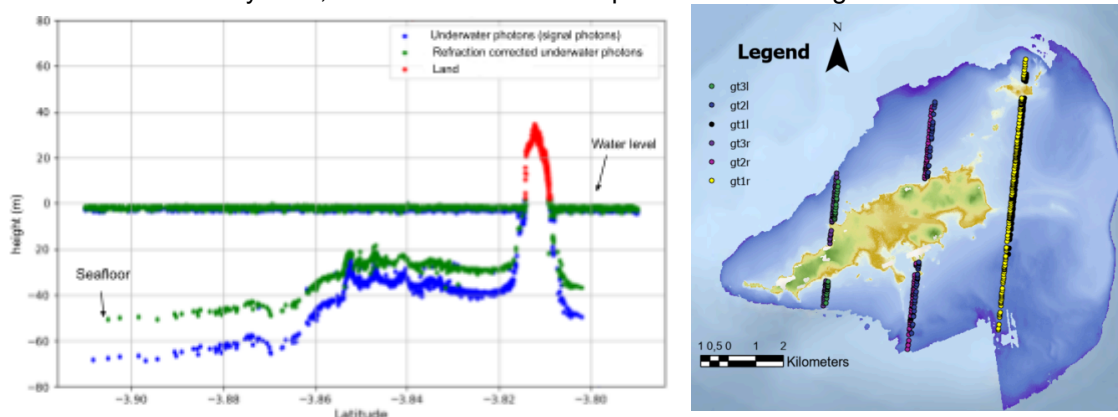 80
60
40
20
0
−20
−40
−60
−80
height (m)
−3.90
−3.88
−3.86
−3.84
−3.82
−3.80
Latitude
Underwater photons (signal photons)
Refraction corrected underwater photons
Land
Water level
Seafloor
Legend
gt3l
gt2l
gt1l
gt3r
gt2r
gt1r
N
1 0,5 0 1 2
Kilometers